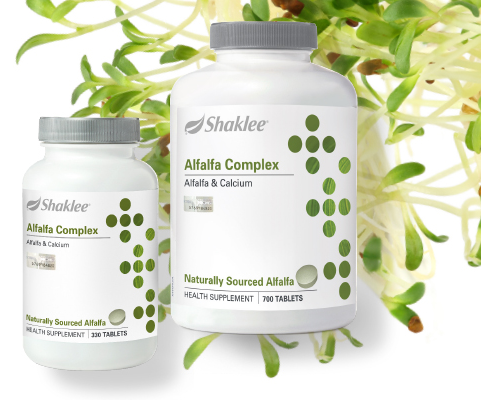 Shaklee®
Alfalfa Complex
Alfalfa & Calcium
Naturally Sourced Alfalfa
HEALTH SUPPLEMENT | 330 TABLETS
Shaklee®
Alfalfa Complex
Alfalfa & Calcium
Naturally Sourced Alfalfa
HEALTH SUPPLEMENT | 700 TABLETS